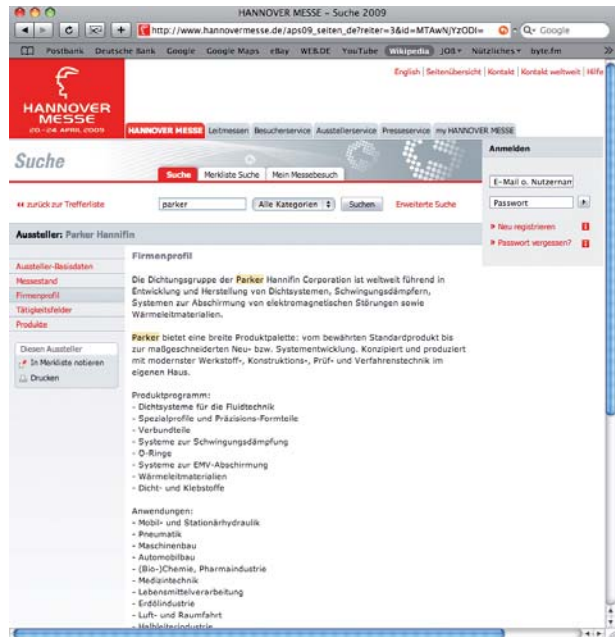 HANNOVER MESSE – Suche 2009
http://www.hannovermesse.de/aps09_seiten_de?reiter=3&id=MTAwNjYzODI=
Google
Postbank Deutsche Bank Google Google Maps eBay WEB.DE YouTube Wikipedia JOB Nützliches byte.fm
English | Seitenübersicht | Kontakt | Kontakt weltweit | Hilfe
HANNOVER
MESSE
20.–24. APRIL 2009
HANNOVER MESSE Leitmessen Besucherservice Ausstellerservice Presseservice my HANNOVER MESSE
Suche
Suche Merkliste Suche Mein Messebesuch
Anmelden
E-Mail o. Nutzernam
Passwort
» Neu registrieren
» Passwort vergessen?
« zurück zur Trefferliste
parker
Alle Kategorien
Suchen
Erweiterte Suche
Aussteller: Parker Hannifin
Aussteller-Basisdaten
Messestand
Firmenprofil
Tätigkeitsfelder
Produkte
Diesen Aussteller
In Merkliste notieren
Drucken
Firmenprofil
Die Dichtungsgruppe der Parker Hannifin Corporation ist weltweit führend in
Entwicklung und Herstellung von Dichtsystemen, Schwingungsdämpfern,
Systemen zur Abschirmung von elektromagnetischen Störungen sowie
Wärmeleitmaterialien.
Parker bietet eine breite Produktpalette: vom bewährten Standardprodukt bis
zur maßgeschneiderten Neu- bzw. Systementwicklung. Konzipiert und produziert
mit modernster Werkstoff-, Konstruktions-, Prüf- und Verfahrenstechnik im
eigenen Haus.
Produktprogramm:
- Dichtsysteme für die Fluidtechnik
- Spezialprofile und Präzisions-Formteile
- Verbundteile
- Systeme zur Schwingungsdämpfung
- O-Ringe
- Systeme zur EMV-Abschirmung
- Wärmeleitmaterialien
- Dicht- und Klebstoffe
Anwendungen:
- Mobil- und Stationärhydraulik
- Pneumatik
- Maschinenbau
- Automobilbau
- (Bio-)Chemie, Pharmaindustrie
- Medizintechnik
- Lebensmittelverarbeitung
- Erdölindustrie
- Luft- und Raumfahrt
- Halbleiterindustrie